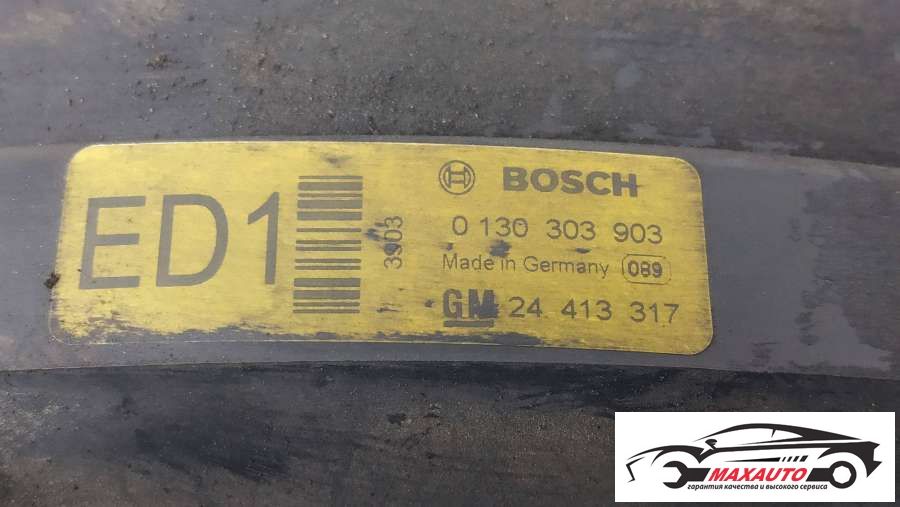 ED1
3903
BOSCH
0 130 303 903
Made in Germany 089
GM 24 413 317
MAXAUTO
гарантия качества и высокого сервиса